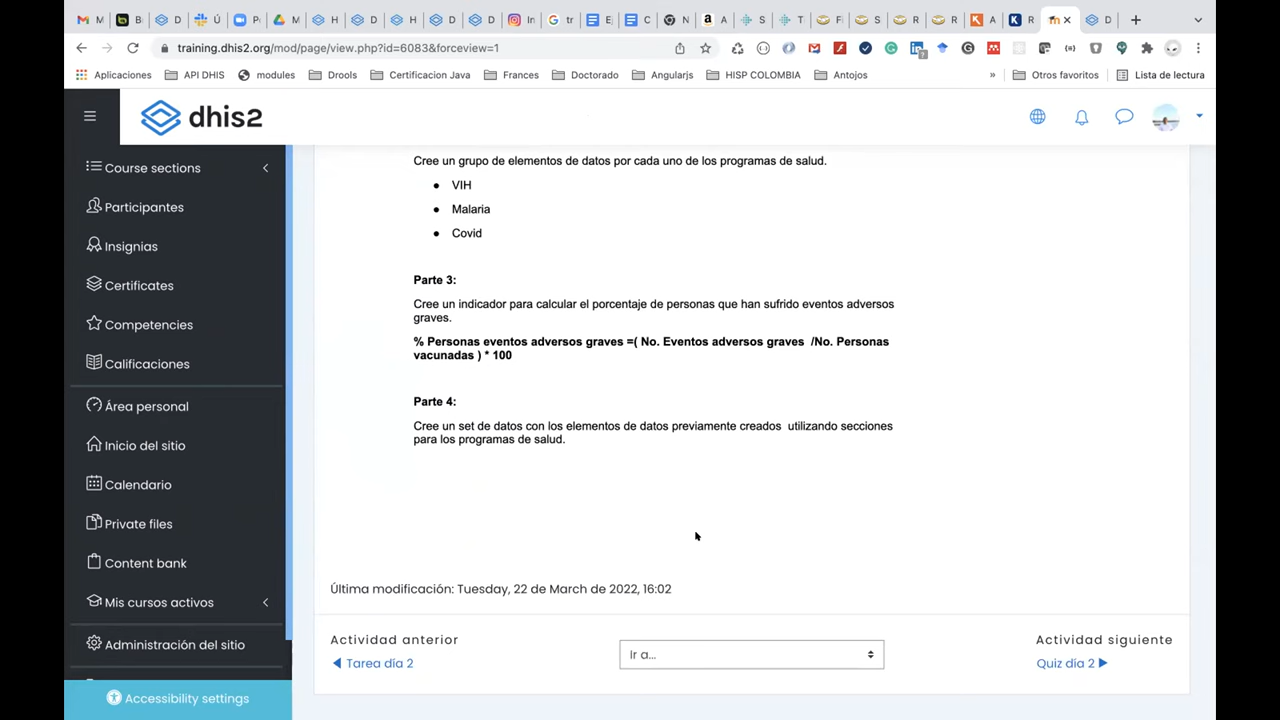 M
B
D
Ú
P
M
H
D
H
D
D
In
tr
E
C
N
A
S
T
F
S
R
R
A
R
D
training.dhis2.org/mod/page/view.php?id=6083&forceview=1
Aplicaciones
API DHIS
modules
Drools
Certificacion Java
Frances
Doctorado
Angularjs
HISP COLOMBIA
Antojos
»
Otros favoritos
Lista de lectura
dhis2
Course sections
Participantes
Insignias
Certificates
Competencies
Calificaciones
Área personal
Inicio del sitio
Calendario
Private files
Content bank
Mis cursos activos
Administración del sitio
Accessibility settings
Cree un grupo de elementos de datos por cada uno de los programas de salud.
● VIH
● Malaria
● Covid
Parte 3:
Cree un indicador para calcular el porcentaje de personas que han sufrido eventos adversos
graves.
% Personas eventos adversos graves =( No. Eventos adversos graves /No. Personas
vacunadas ) * 100
Parte 4:
Cree un set de datos con los elementos de datos previamente creados utilizando secciones
para los programas de salud.
Última modificación: Tuesday, 22 de March de 2022, 16:02
Actividad anterior
◀ Tarea día 2
Ir a...
Actividad siguiente
Quiz día 2 ▶